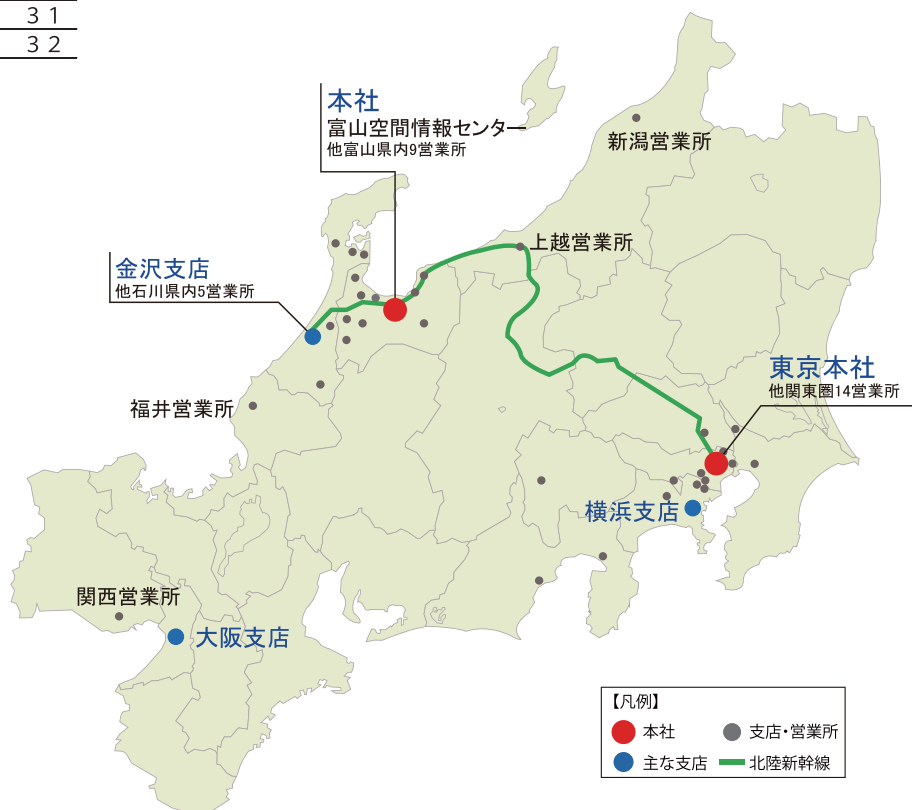 ３１
３２
本社
富山空間情報センター
他富山県内9営業所
新潟営業所
上越営業所
金沢支店
他石川県内5営業所
東京本社
他関東圏14営業所
福井営業所
横浜支店
関西営業所
大阪支店
【凡例】
本社
支店・営業所
主な支店
北陸新幹線